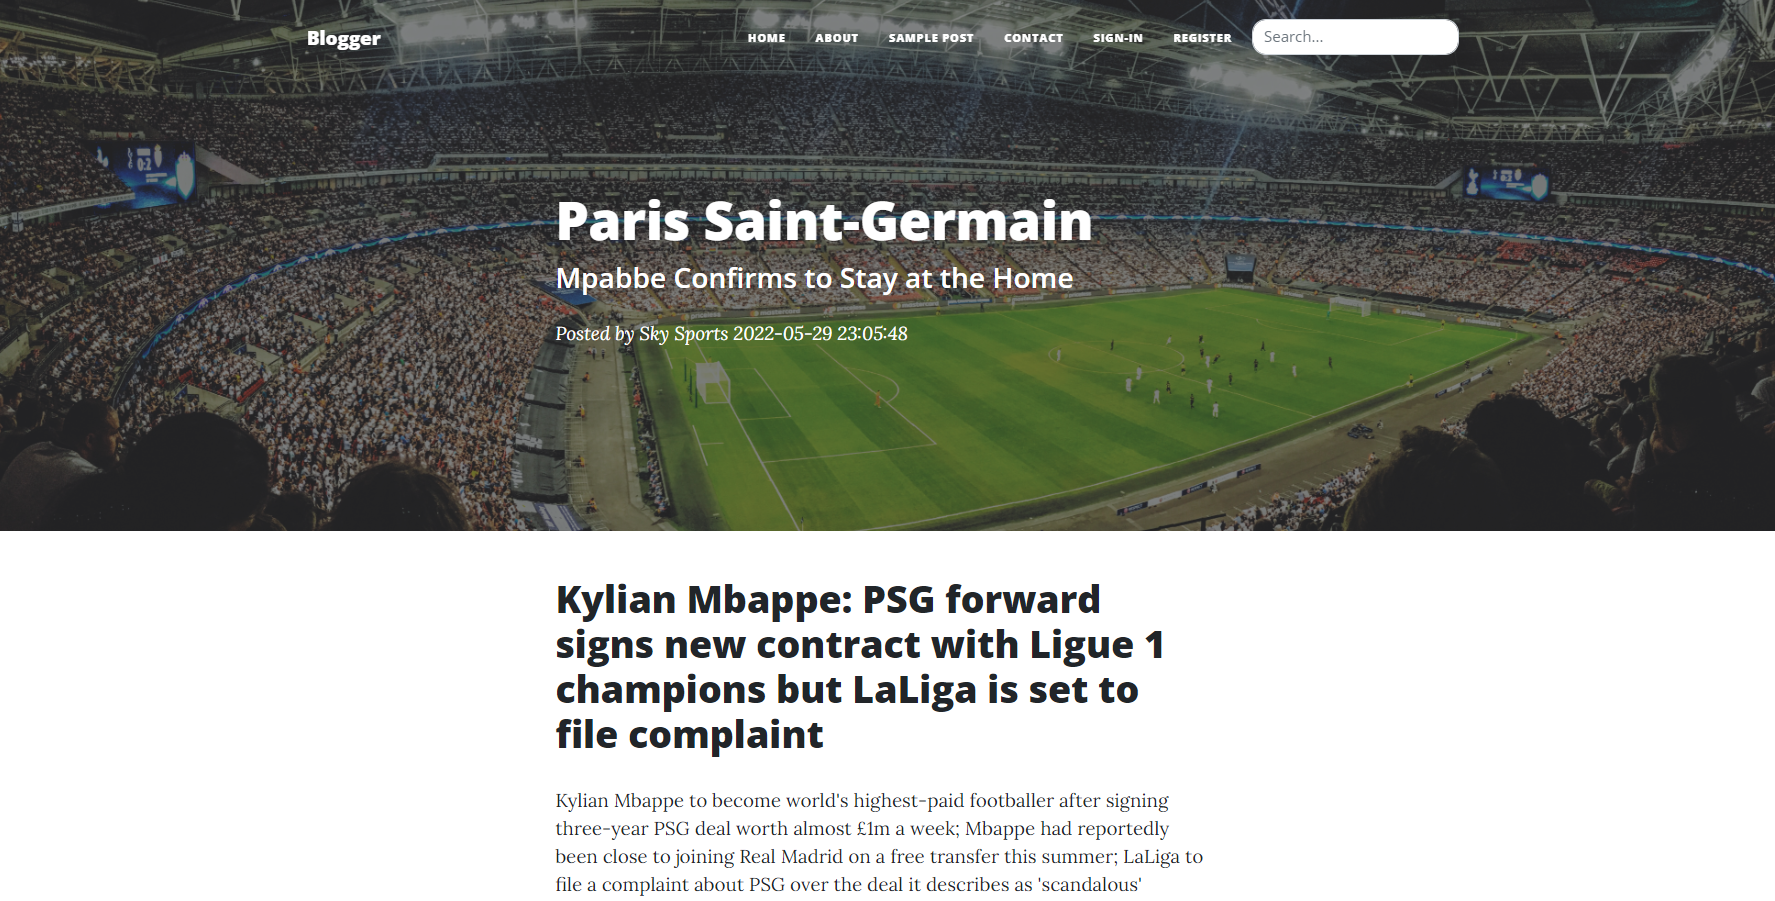 Blogger
HOME ABOUT SAMPLE POST CONTACT SIGN-IN REGISTER Search...
0:2
Paris Saint-Germain
Mpabbe Confirms to Stay at the Home
Posted by Sky Sports 2022-05-29 23:05:48
Kylian Mbappe: PSG forward
signs new contract with Ligue 1
champions but LaLiga is set to
file complaint
Kylian Mbappe to become world's highest-paid footballer after signing
three-year PSG deal worth almost £1m a week; Mbappe had reportedly
been close to joining Real Madrid on a free transfer this summer; LaLiga to
file a complaint about PSG over the deal it describes as 'scandalous'